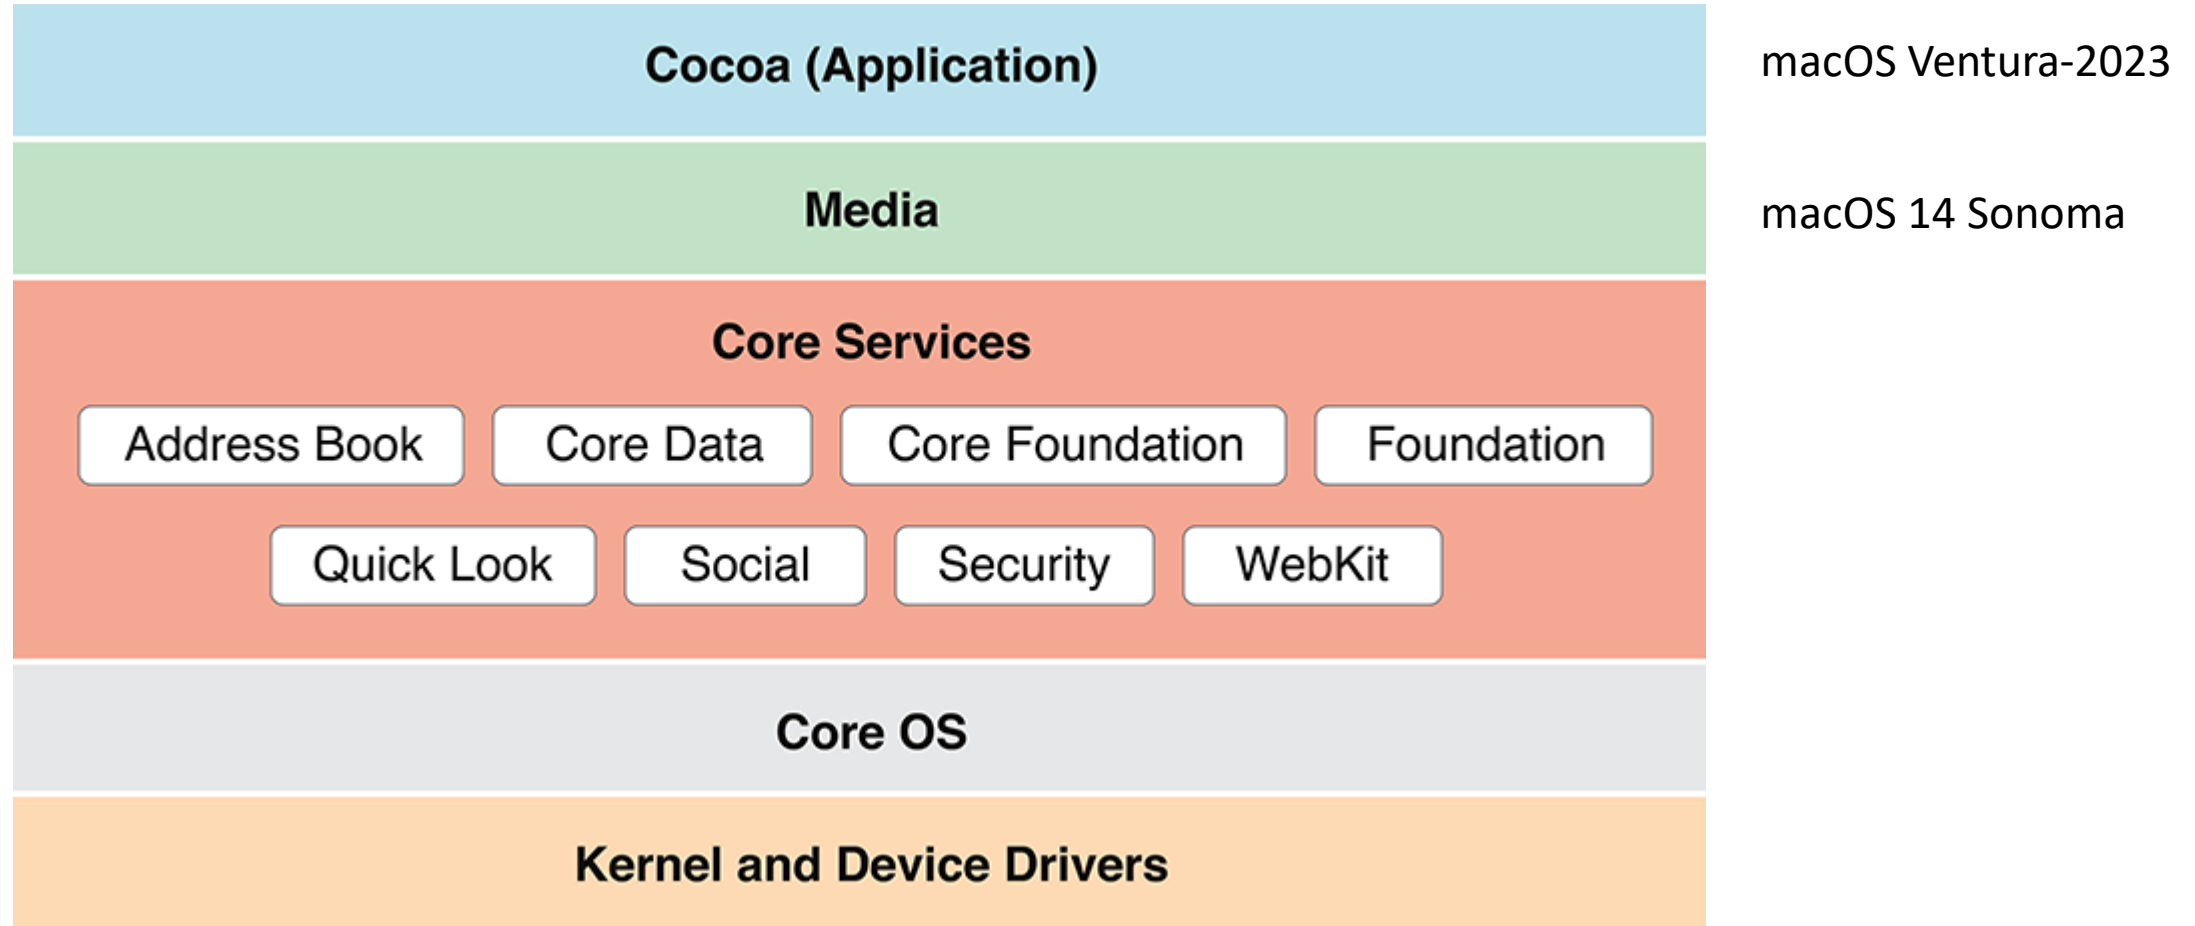 Cocoa (Application)
macOS Ventura-2023
Media
macOS 14 Sonoma
Core Services
Address Book
Core Data
Core Foundation
Foundation
Quick Look
Social
Security
WebKit
Core OS
Kernel and Device Drivers